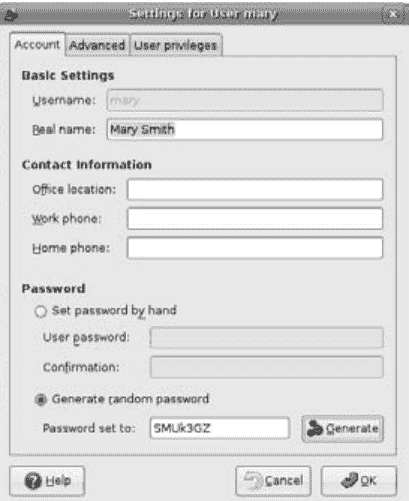 Settings for User mary
Account Advanced User privileges
Basic Settings
Username: mary
Real name: Mary Smith
Contact Information
Office location:
Work phone:
Home phone:
Password
Set password by hand
User password:
Confirmation:
Generate random password
Password set to: SMUk3GZ Generate
Help Cancel OK